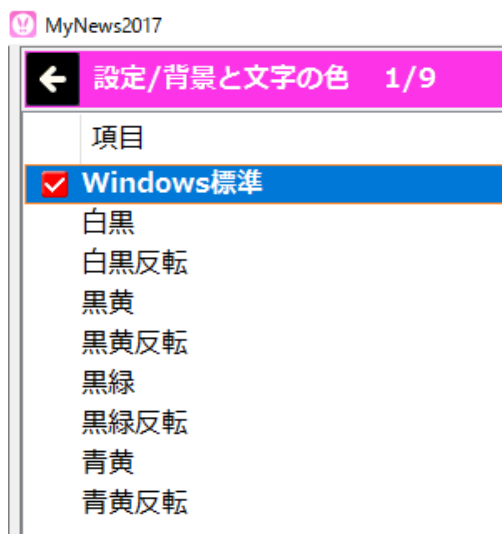 MyNews2017
設定/背景と文字の色 1/9
項目
Windows標準
白黒
白黒反転
黒黄
黒黄反転
黒緑
黒緑反転
青黄
青黄反転